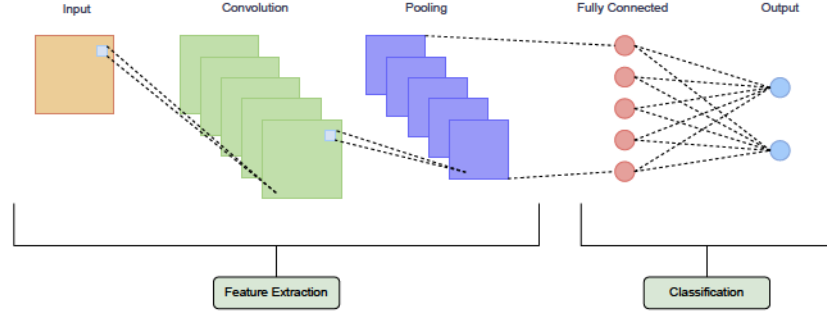 Input
Convolution
Pooling
Fully Connected
Output
Feature Extraction
Classification